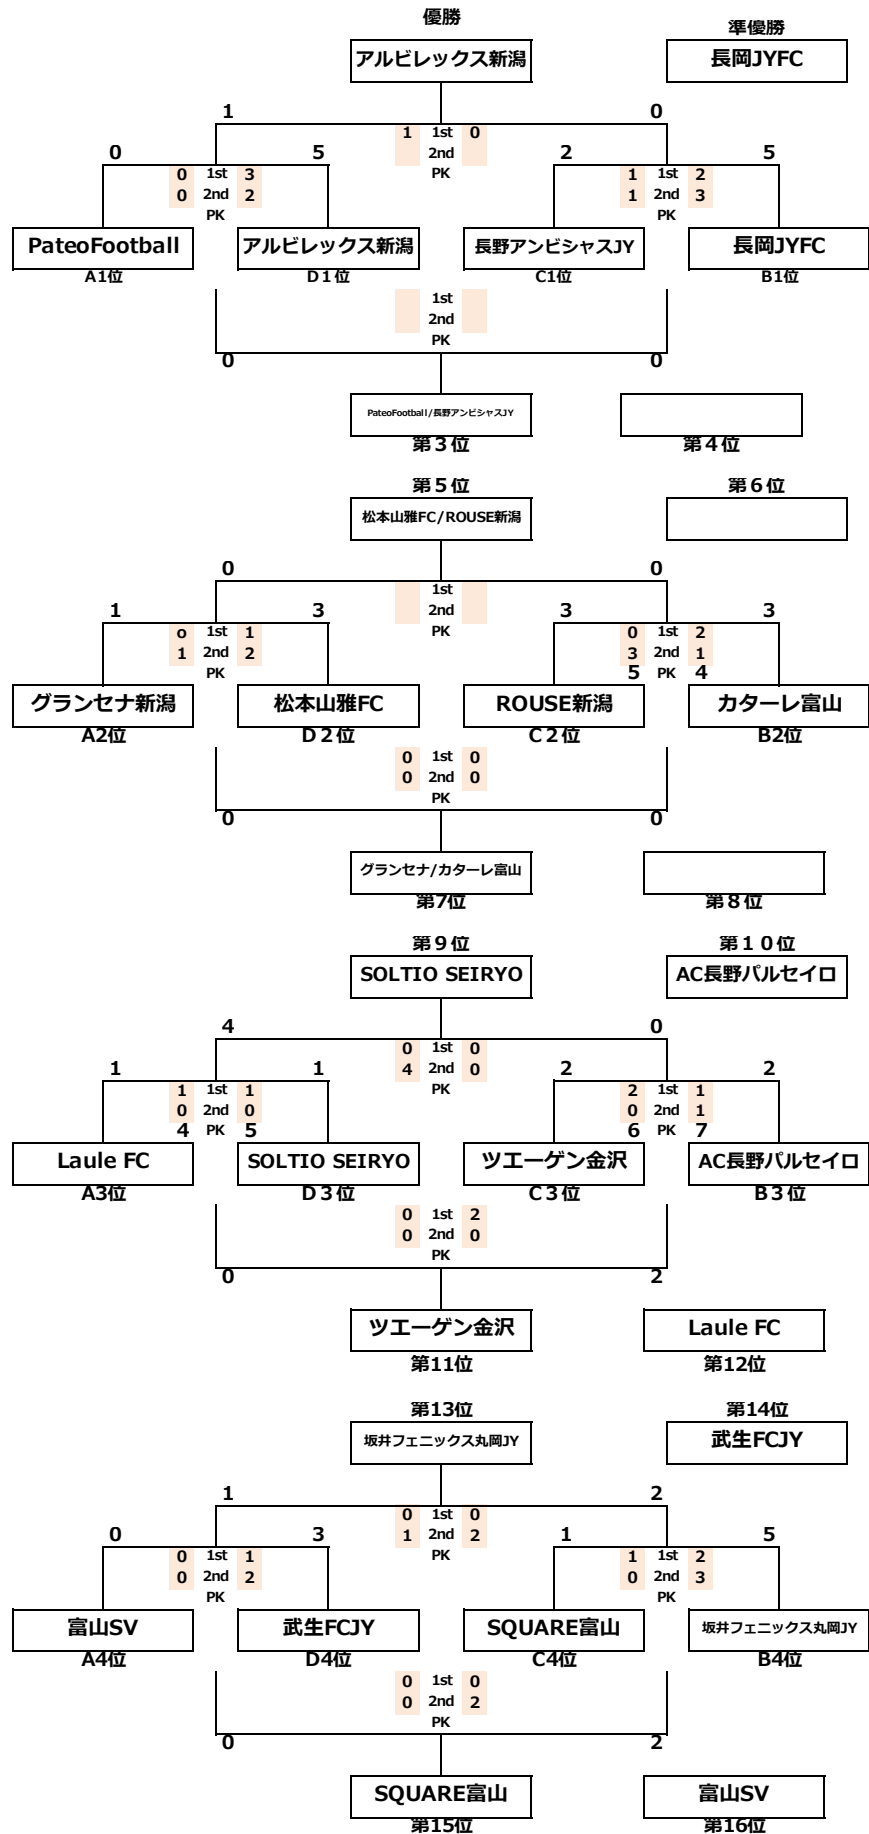 優勝
準優勝
アルビレックス新潟 長岡JYFC
1 0
1 1st 0
2nd
PK
0 5 2 5
0 1st 3 1 1st 2
0 2nd 2 1 2nd 3
PK PK
PateoFootball アルビレックス新潟 長野アンビシャスJY 長岡JYFC
A1位 D１位 C1位 B1位
1st
2nd
PK
0 0
PateoFootball/長野アンビシャスJY
第３位 第４位
第５位 第６位
松本山雅FC/ROUSE新潟
0 0
1st
2nd
PK
1 3 3 3
o 1st 1 0 1st 2
1 2nd 2 3 2nd 1
PK 5 PK 4
グランセナ新潟 松本山雅FC ROUSE新潟 カターレ富山
A2位 D２位 C２位 B2位
0 1st 0
0 2nd 0
PK
0 0
グランセナ/カターレ富山
第7位 第８位
第９位 第１０位
SOLTIO SEIRYO AC長野パルセイロ
4 0
0 1st 0
4 2nd 0
PK
1 1 2 2
1 1st 1 2 1st 1
0 2nd 0 0 2nd 1
4 PK 5 6 PK 7
Laule FC SOLTIO SEIRYO ツエーゲン金沢 AC長野パルセイロ
A3位 D３位 C３位 B３位
0 1st 2
0 2nd 0
PK
0 2
ツエーゲン金沢 Laule FC
第11位 第12位
第13位 第14位
坂井フェニックス丸岡JY 武生FCJY
1 2
0 1st 0
1 2nd 2
PK
0 3 1 5
0 1st 1 1 1st 2
0 2nd 2 0 2nd 3
PK PK
富山SV 武生FCJY SQUARE富山 坂井フェニックス丸岡JY
A4位 D4位 C4位 B4位
0 1st 0
0 2nd 2
PK
0 2
SQUARE富山 富山SV
第15位 第16位